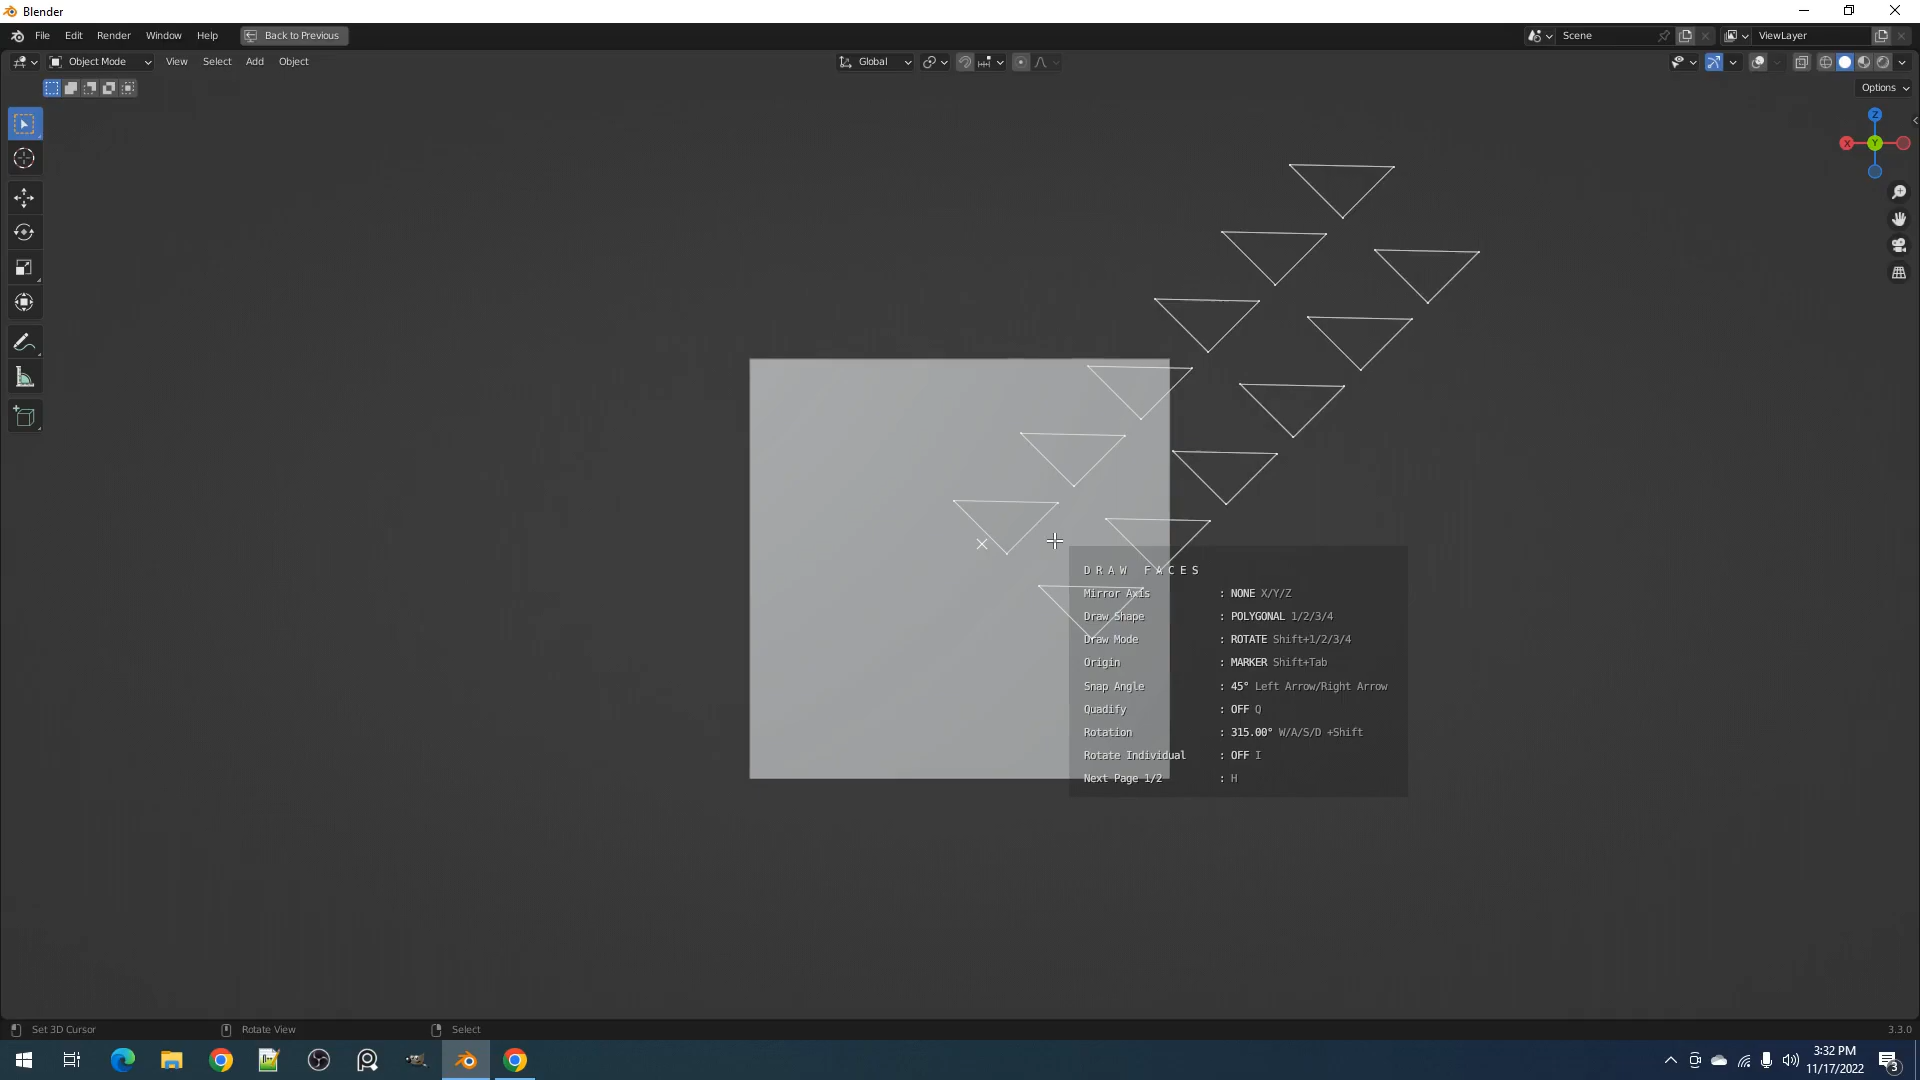 Blender
File Edit Render Window Help Back to Previous Scene ViewLayer
Object Mode View Select Add Object Global
Options
Z
X Y
DRAW FACES
Mirror Axis : NONE X/Y/Z
Draw Shape : POLYGONAL 1/2/3/4
Draw Mode : ROTATE Shift+1/2/3/4
Origin : MARKER Shift+Tab
Snap Angle : 45° Left Arrow/Right Arrow
Quadify : OFF Q
Rotation : 315.00° W/A/S/D +Shift
Rotate Individual : OFF I
Next Page 1/2 : H
Set 3D Cursor Rotate View Select 3.3.0
3:32 PM
11/17/2022
3